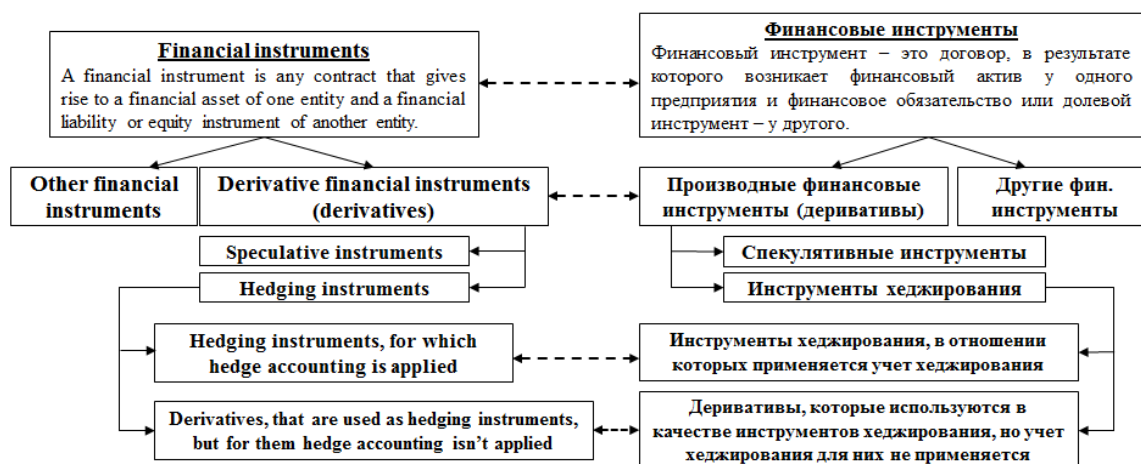 Financial instruments
A financial instrument is any contract that gives
rise to a financial asset of one entity and a financial
liability or equity instrument of another entity.
Финансовые инструменты
Финансовый инструмент – это договор, в результате
которого возникает финансовый актив у одного
предприятия и финансовое обязательство или долевой
инструмент – у другого.
Other financial
instruments
Derivative financial instruments
(derivatives)
Производные финансовые
инструменты (деривативы)
Другие фин.
инструменты
Speculative instruments
Hedging instruments
Спекулятивные инструменты
Инструменты хеджирования
Hedging instruments, for which
hedge accounting is applied
Инструменты хеджирования, в отношении
которых применяется учет хеджирования
Derivatives, that are used as hedging instruments,
but for them hedge accounting isn't applied
Деривативы, которые используются в
качестве инструментов хеджирования, но учет
хеджирования для них не применяется